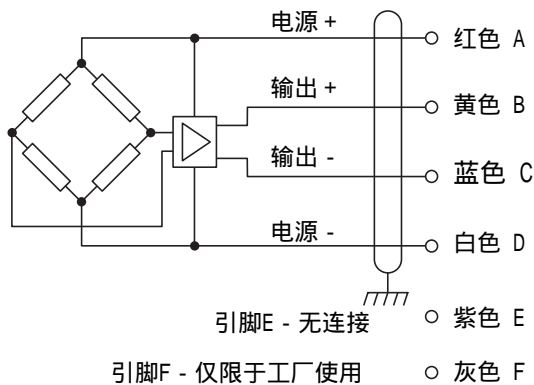 电源 + 红色 A
输出 + 黄色 B
输出 - 蓝色 C
电源 - 白色 D
引脚E - 无连接 紫色 E
引脚F - 仅限于工厂使用 灰色 F